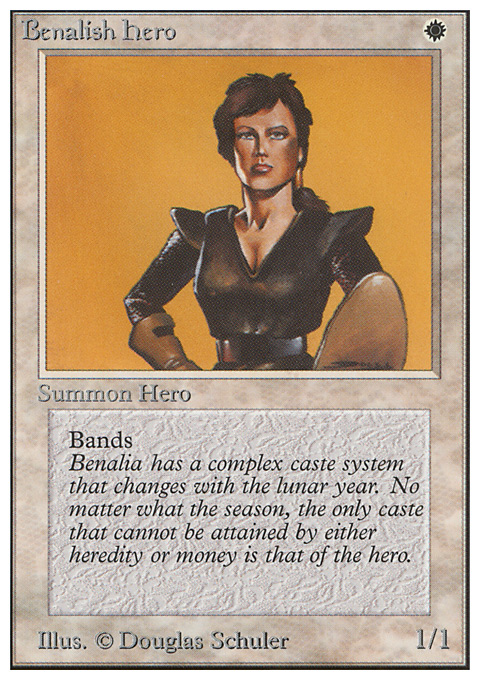 Benalish Hero
Summon Hero
Bands
Benalia has a complex caste system
that changes with the lunar year. No
matter what the season, the only caste
that cannot be attained by either
heredity or money is that of the hero.
Illus. © Douglas Schuler 1/1